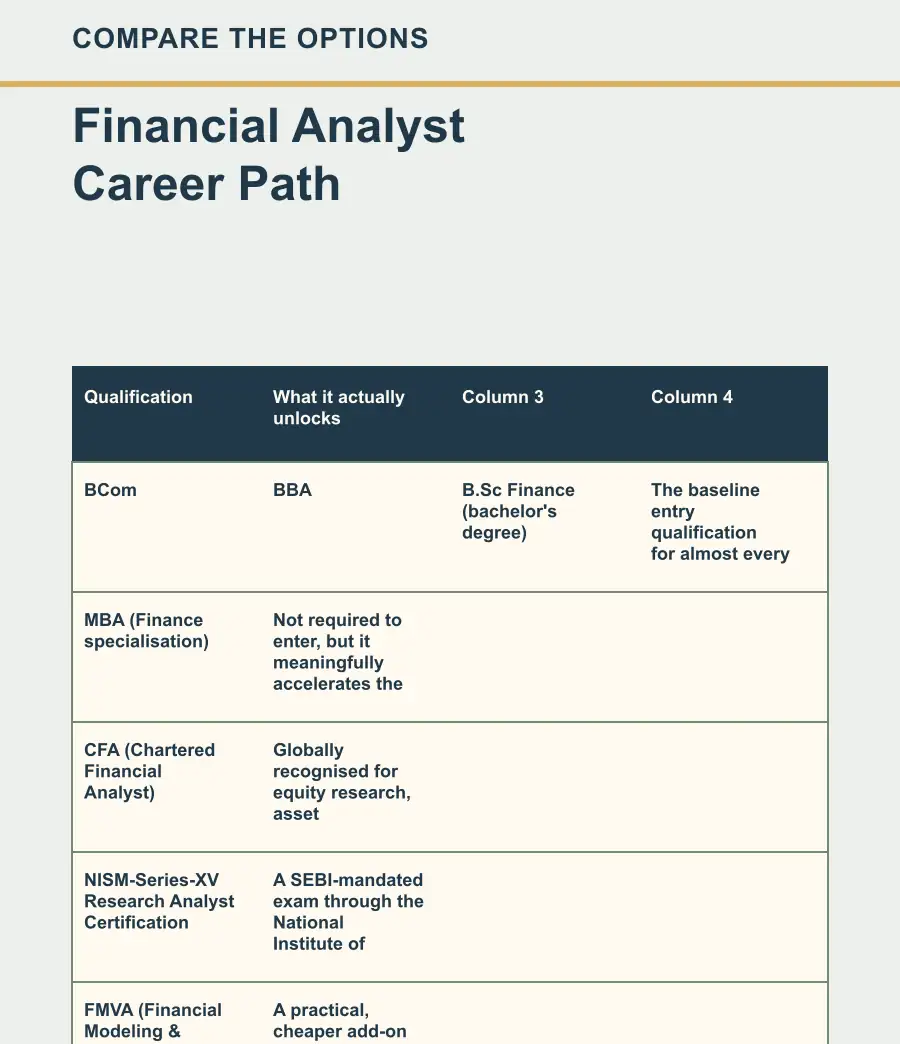 COMPARE THE OPTIONS
Financial Analyst
Career Path
Qualification
What it actually
unlocks
Column 3
Column 4
BCom
BBA
B.Sc Finance
(bachelor's
degree)
The baseline
entry
qualification
for almost every
MBA (Finance
specialisation)
Not required to
enter, but it
meaningfully
accelerates the
CFA (Chartered
Financial
Analyst)
Globally
recognised for
equity research,
asset
NISM-Series-XV
Research Analyst
Certification
A SEBI-mandated
exam through the
National
Institute of
FMVA (Financial
Modeling &
A practical,
cheaper add-on